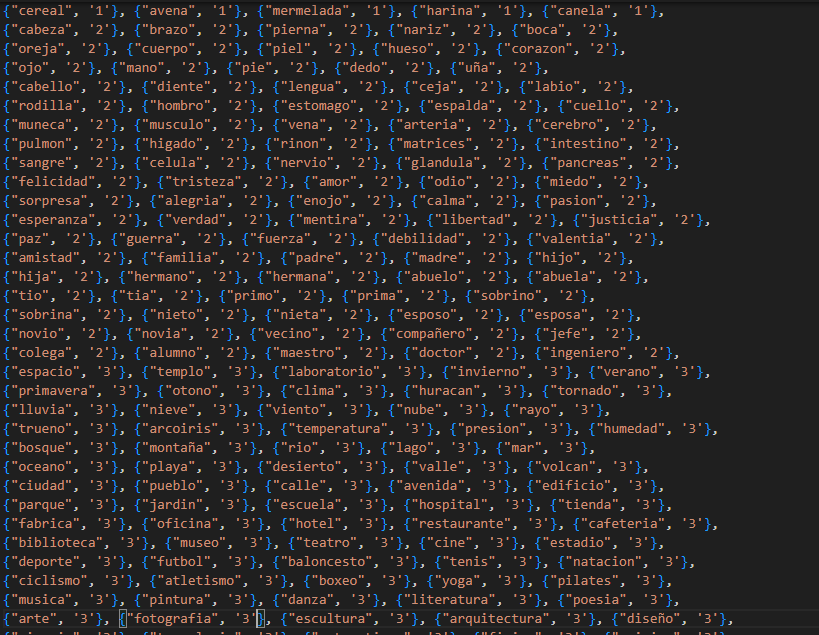 {"cereal", '1'}, {"avena", '1'}, {"mermelada", '1'}, {"harina", '1'}, {"canela", '1'},
{"cabeza", '2'}, {"brazo", '2'}, {"pierna", '2'}, {"nariz", '2'}, {"boca", '2'},
{"oreja", '2'}, {"cuerpo", '2'}, {"piel", '2'}, {"hueso", '2'}, {"corazon", '2'},
{"ojo", '2'}, {"mano", '2'}, {"pie", '2'}, {"dedo", '2'}, {"uña", '2'},
{"cabello", '2'}, {"diente", '2'}, {"lengua", '2'}, {"ceja", '2'}, {"labio", '2'},
{"rodilla", '2'}, {"hombro", '2'}, {"estomago", '2'}, {"espalda", '2'}, {"cuello", '2'},
{"muneca", '2'}, {"musculo", '2'}, {"vena", '2'}, {"arteria", '2'}, {"cerebro", '2'},
{"pulmon", '2'}, {"higado", '2'}, {"rinon", '2'}, {"matrices", '2'}, {"intestino", '2'},
{"sangre", '2'}, {"celula", '2'}, {"nervio", '2'}, {"glandula", '2'}, {"pancreas", '2'},
{"felicidad", '2'}, {"tristeza", '2'}, {"amor", '2'}, {"odio", '2'}, {"miedo", '2'},
{"sorpresa", '2'}, {"alegria", '2'}, {"enojo", '2'}, {"calma", '2'}, {"pasion", '2'},
{"esperanza", '2'}, {"verdad", '2'}, {"mentira", '2'}, {"libertad", '2'}, {"justicia", '2'},
{"paz", '2'}, {"guerra", '2'}, {"fuerza", '2'}, {"debilidad", '2'}, {"valentia", '2'},
{"amistad", '2'}, {"familia", '2'}, {"padre", '2'}, {"madre", '2'}, {"hijo", '2'},
{"hija", '2'}, {"hermano", '2'}, {"hermana", '2'}, {"abuelo", '2'}, {"abuela", '2'},
{"tio", '2'}, {"tia", '2'}, {"primo", '2'}, {"prima", '2'}, {"sobrino", '2'},
{"sobrina", '2'}, {"nieto", '2'}, {"nieta", '2'}, {"esposo", '2'}, {"esposa", '2'},
{"novio", '2'}, {"novia", '2'}, {"vecino", '2'}, {"compañero", '2'}, {"jefe", '2'},
{"colega", '2'}, {"alumno", '2'}, {"maestro", '2'}, {"doctor", '2'}, {"ingeniero", '2'},
{"espacio", '3'}, {"templo", '3'}, {"laboratorio", '3'}, {"invierno", '3'}, {"verano", '3'},
{"primavera", '3'}, {"otono", '3'}, {"clima", '3'}, {"huracan", '3'}, {"tornado", '3'},
{"lluvia", '3'}, {"nieve", '3'}, {"viento", '3'}, {"nube", '3'}, {"rayo", '3'},
{"trueno", '3'}, {"arcoiris", '3'}, {"temperatura", '3'}, {"presion", '3'}, {"humedad", '3'},
{"bosque", '3'}, {"montaña", '3'}, {"rio", '3'}, {"lago", '3'}, {"mar", '3'},
{"oceano", '3'}, {"playa", '3'}, {"desierto", '3'}, {"valle", '3'}, {"volcan", '3'},
{"ciudad", '3'}, {"pueblo", '3'}, {"calle", '3'}, {"avenida", '3'}, {"edificio", '3'},
{"parque", '3'}, {"jardin", '3'}, {"escuela", '3'}, {"hospital", '3'}, {"tienda", '3'},
{"fabrica", '3'}, {"oficina", '3'}, {"hotel", '3'}, {"restaurante", '3'}, {"cafeteria", '3'},
{"biblioteca", '3'}, {"museo", '3'}, {"teatro", '3'}, {"cine", '3'}, {"estadio", '3'},
{"deporte", '3'}, {"futbol", '3'}, {"baloncesto", '3'}, {"tenis", '3'}, {"natacion", '3'},
{"ciclismo", '3'}, {"atletismo", '3'}, {"boxeo", '3'}, {"yoga", '3'}, {"pilates", '3'},
{"musica", '3'}, {"pintura", '3'}, {"danza", '3'}, {"literatura", '3'}, {"poesia", '3'},
{"arte", '3'}, {"fotografia", '3'}, {"escultura", '3'}, {"arquitectura", '3'}, {"diseño", '3'},